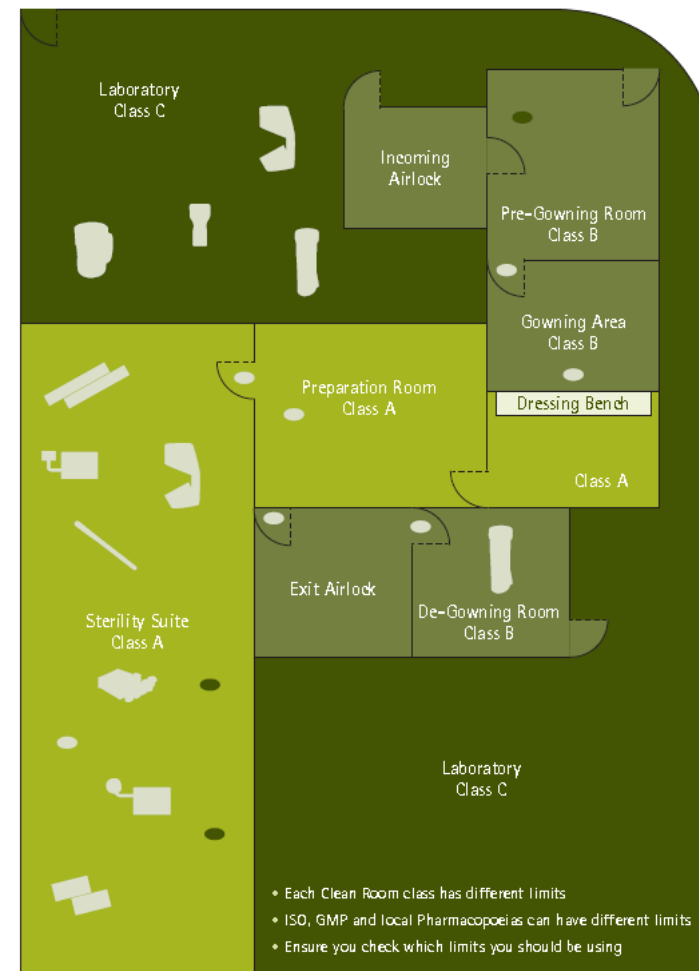 Laboratory
Class C
Incoming
Airlock
Pre-Gowning Room
Class B
Gowning Area
Class B
Dressing Bench
Preparation Room
Class A
Class A
Exit Airlock
De-Gowning Room
Class B
Sterility Suite
Class A
Laboratory
Class C
• Each Clean Room class has different limits
• ISO, GMP and local Pharmacopoeias can have different limits
• Ensure you check which limits you should be using